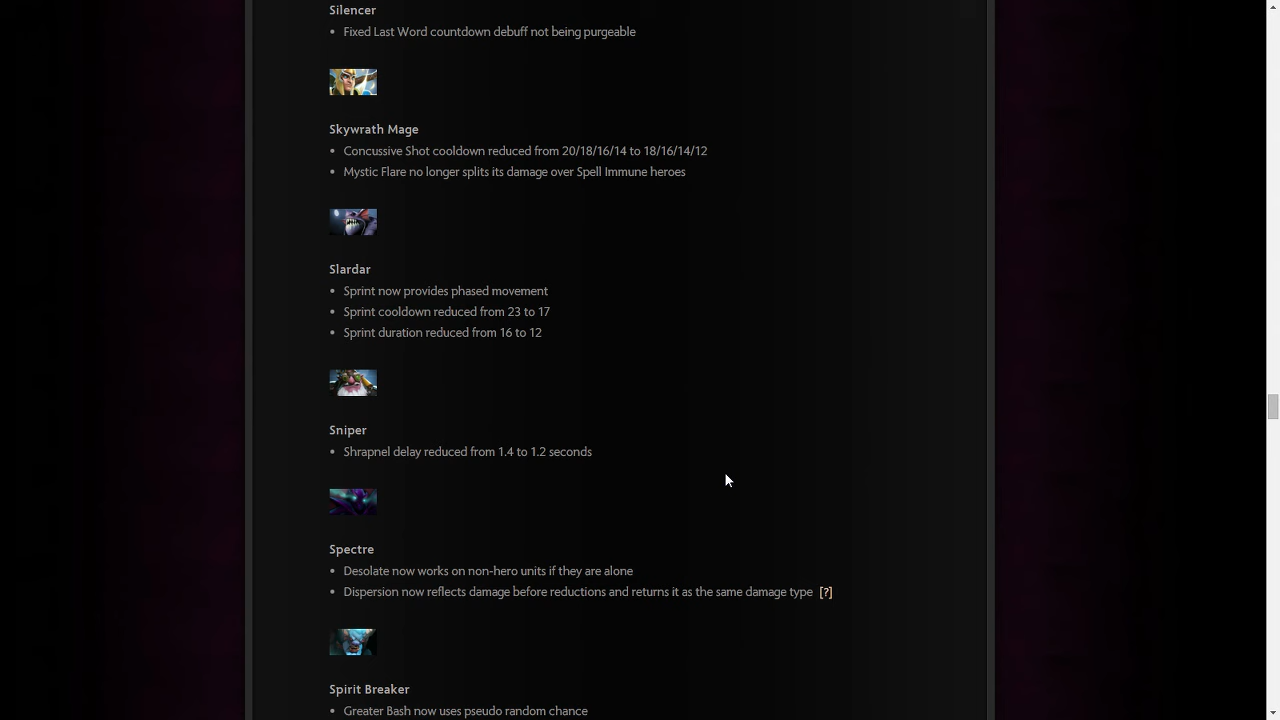 Silencer
• Fixed Last Word countdown debuff not being purgeable
Skywrath Mage
• Concussive Shot cooldown reduced from 20/18/16/14 to 18/16/14/12
• Mystic Flare no longer splits its damage over Spell Immune heroes
Slardar
• Sprint now provides phased movement
• Sprint cooldown reduced from 23 to 17
• Sprint duration reduced from 16 to 12
Sniper
• Shrapnel delay reduced from 1.4 to 1.2 seconds
Spectre
• Desolate now works on non-hero units if they are alone
• Dispersion now reflects damage before reductions and returns it as the same damage type [?]
Spirit Breaker
• Greater Bash now uses pseudo random chance